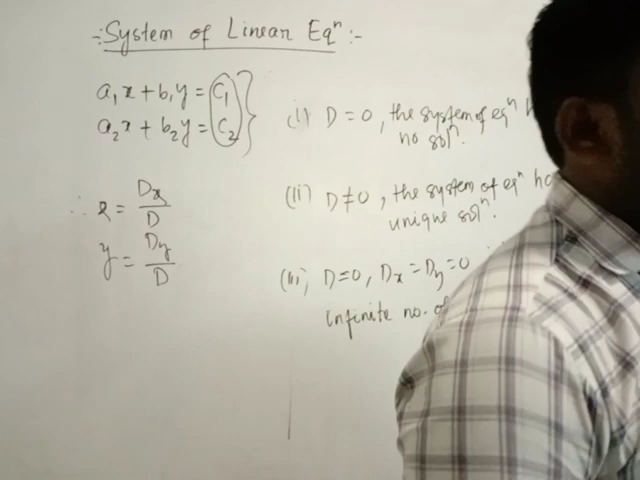 -:System of Linear Eqⁿ:-
a₁x + b₁y = C₁
a₂x + b₂y = C₂
∴ x = Dx/D
y = Dy/D
(i) D = 0, the system of eqⁿ h
no solⁿ.
(ii) D ≠ 0, the system of eqⁿ ha
unique solⁿ.
(iii) D = 0, Dx = Dy = 0
infinite no. of